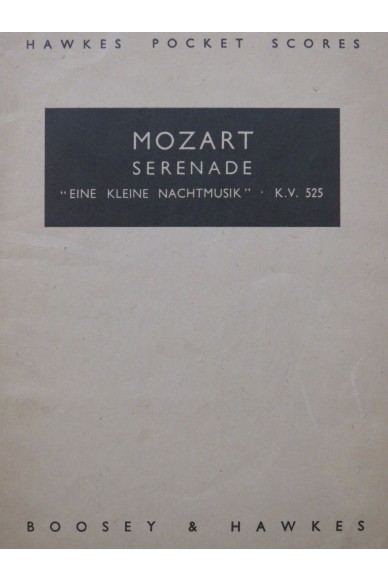 HAWKES POCKET SCORES
MOZART
SERENADE
"EINE KLEINE NACHTMUSIK" · K.V. 525
BOOSEY & HAWKES